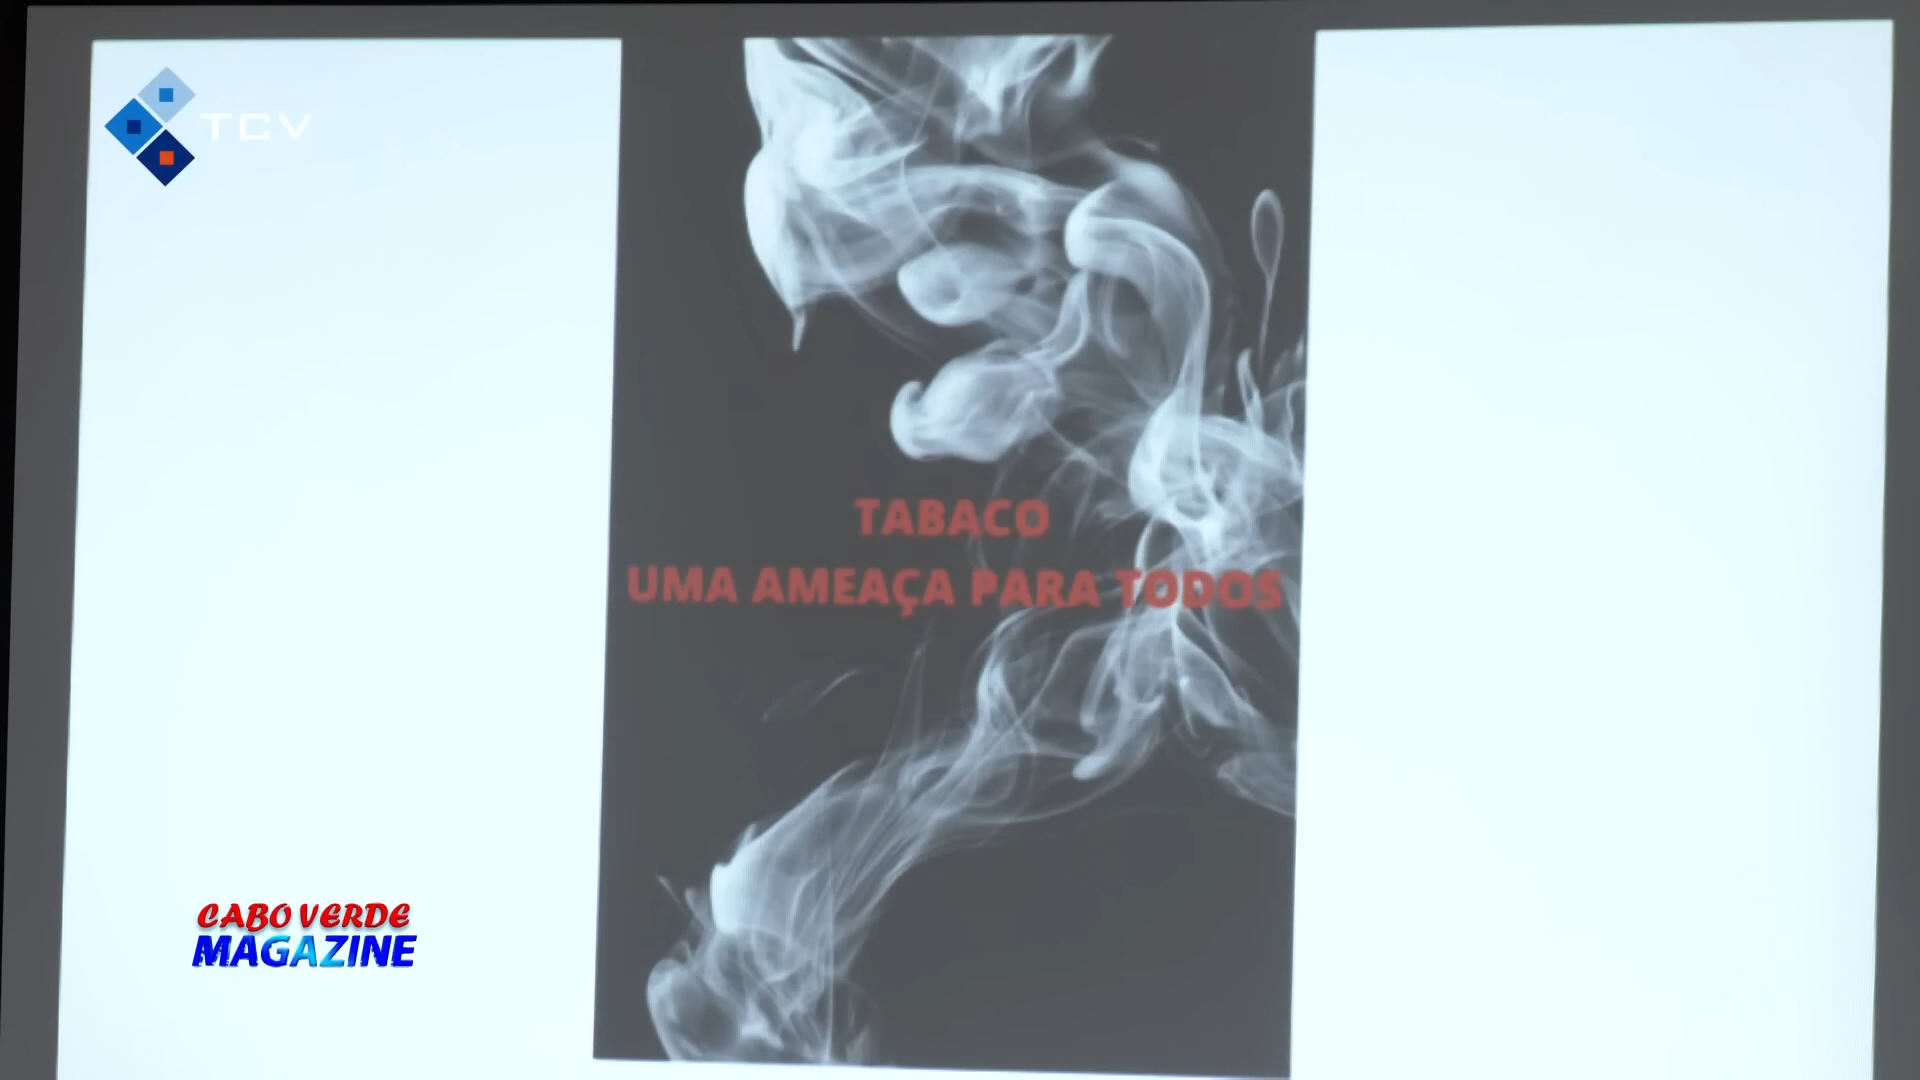 TCV
TABACO
UMA AMEAÇA PARA TODOS
CABO VERDE
MAGAZINE